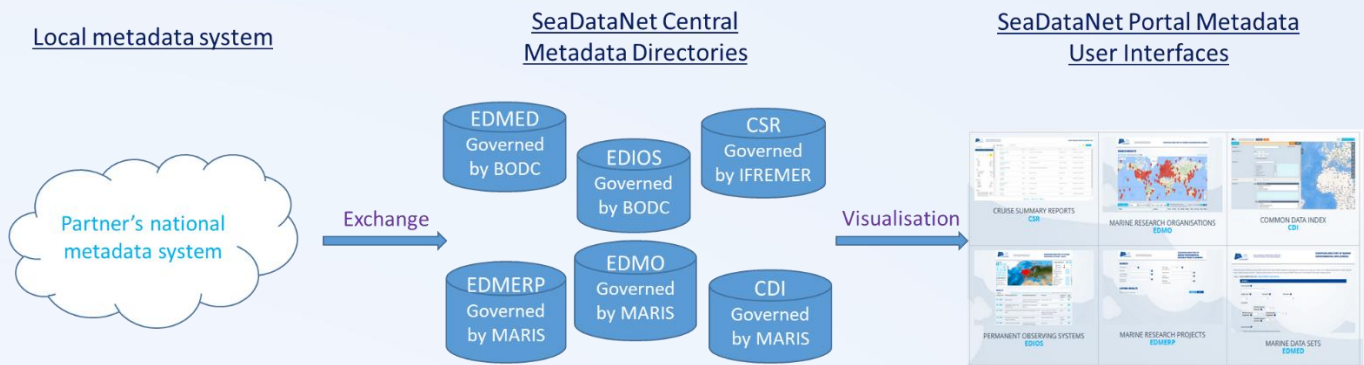 Local metadata system
SeaDataNet Central
Metadata Directories
SeaDataNet Portal Metadata
User Interfaces
Partner's national
metadata system
Exchange
EDMED
Governed
by BODC
EDIOS
Governed
by BODC
CSR
Governed
by IFREMER
EDMERP
Governed
by MARIS
EDMO
Governed
by MARIS
CDI
Governed
by MARIS
Visualisation
CRUISE SUMMARY REPORTS
CSR
MARINE RESEARCH ORGANISATIONS
EDMO
COMMON DATA INDEX
CDI
PERMANENT OBSERVING SYSTEMS
EDIOS
MARINE RESEARCH PROJECTS
EDMERP
MARINE DATA SETS
EDMED